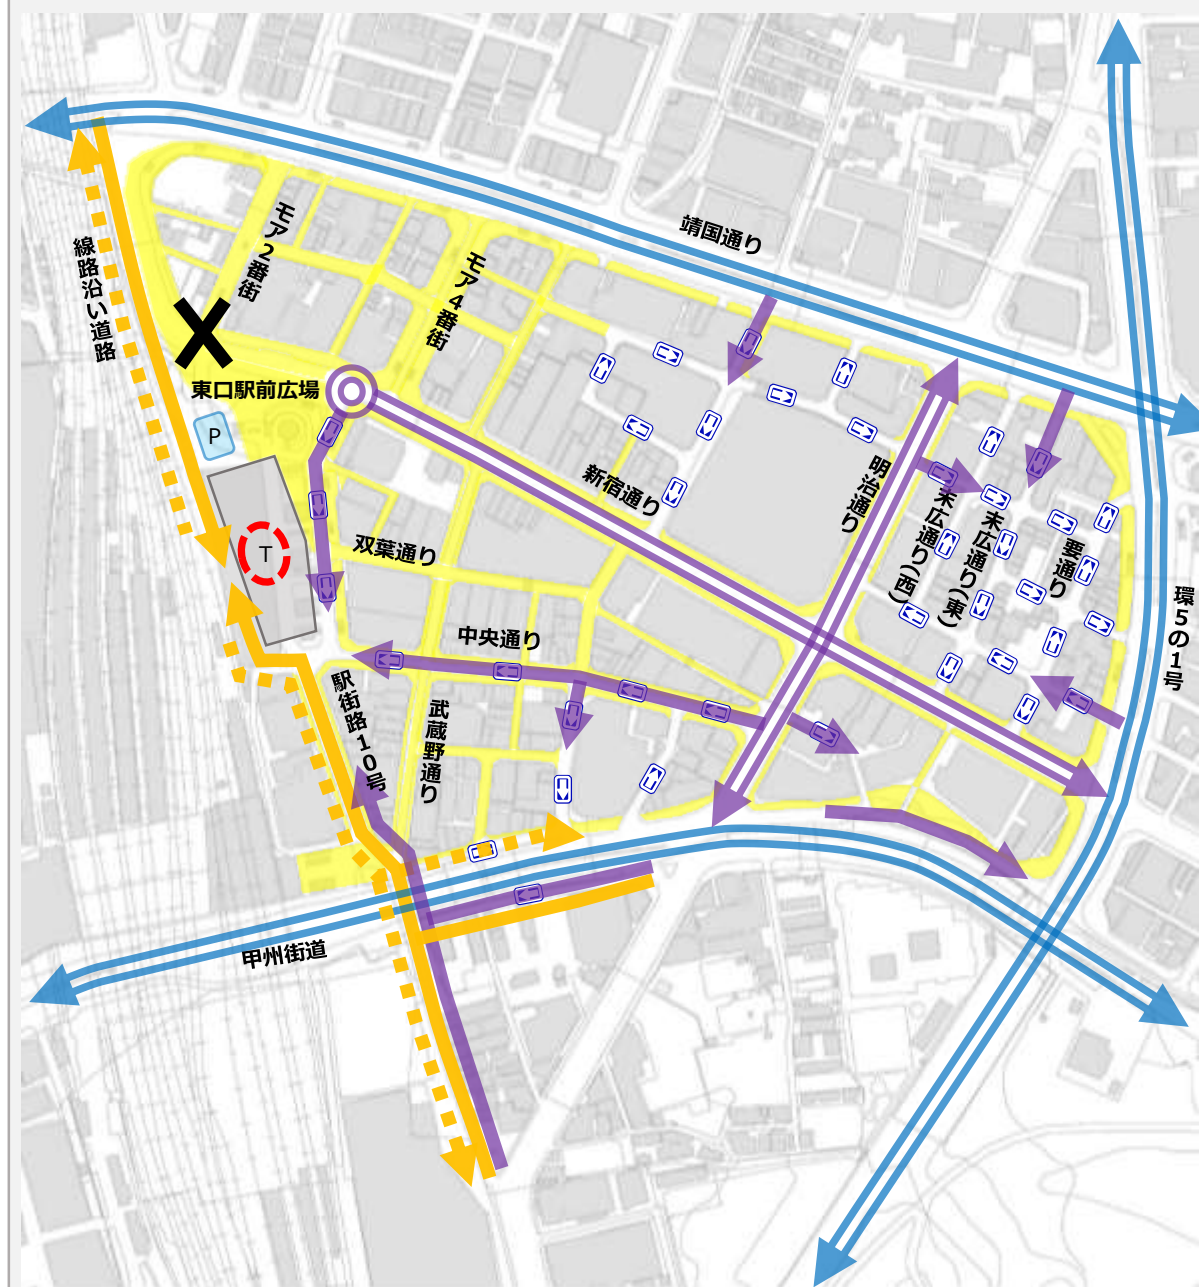 靖国通り
モア2番街
モア4番街
線路沿い道路
東口駅前広場
P
T
新宿通り
明治通り
末広通り(西)
末広通り(東)
要通り
双葉通り
中央通り
環5の1号
駅街路10号
武蔵野通り
甲州街道